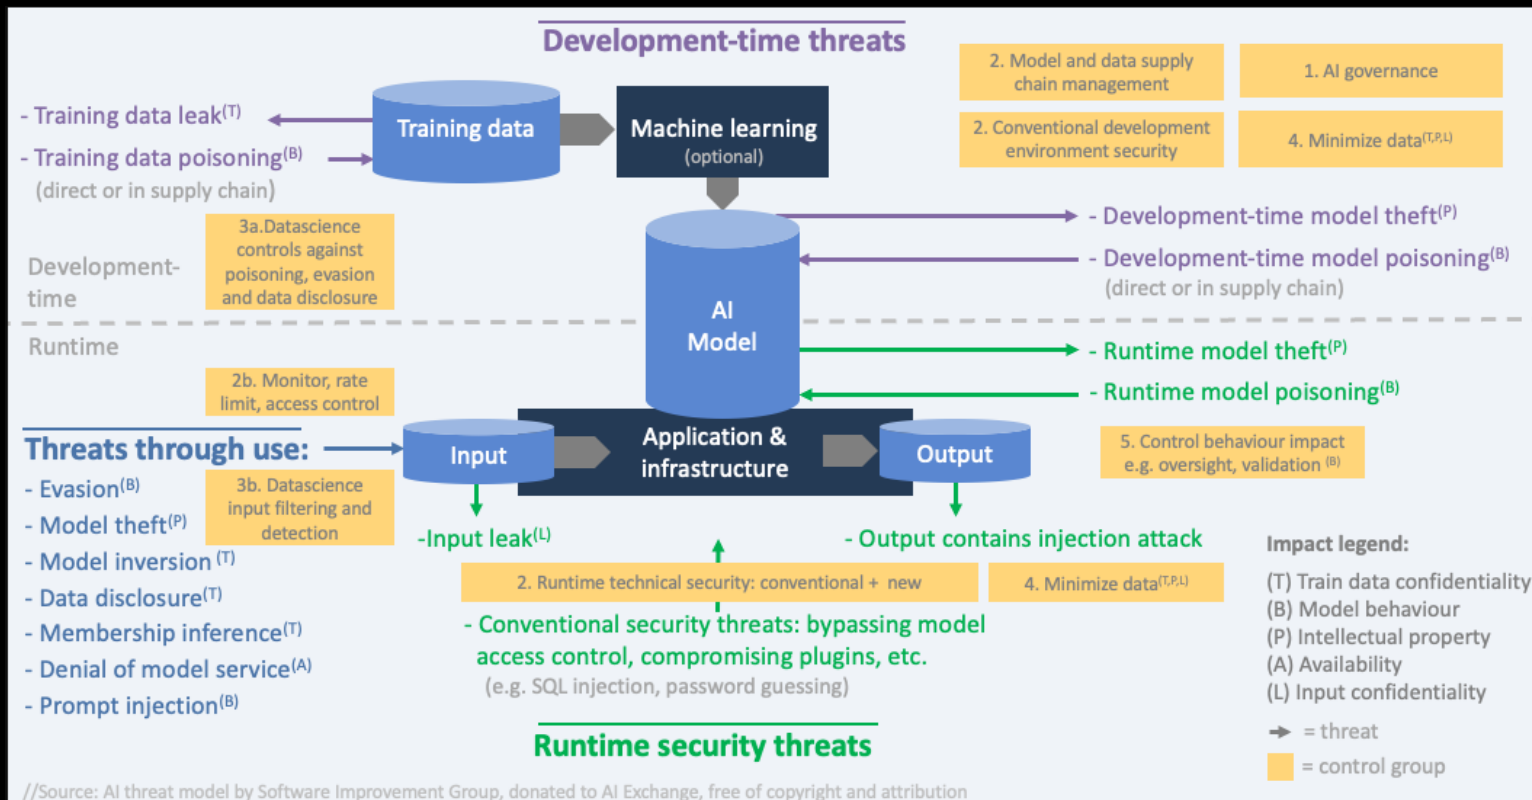 Development-time threats
2. Model and data supply
chain management
1. AI governance
2. Conventional development
environment security
4. Minimize data(T,P,L)
- Training data leak(T)
- Training data poisoning(B)
(direct or in supply chain)
Training data
Machine learning
(optional)
3a.Datascience
controls against
poisoning, evasion
and data disclosure
Development-
time
AI
Model
- Development-time model theft(P)
- Development-time model poisoning(B)
(direct or in supply chain)
Runtime
- Runtime model theft(P)
- Runtime model poisoning(B)
2b. Monitor, rate
limit, access control
Threats through use:
- Evasion(B)
- Model theft(P)
- Model inversion (T)
- Data disclosure(T)
- Membership inference(T)
- Denial of model service(A)
- Prompt injection(B)
3b. Datascience
input filtering and
detection
Input
Application &
infrastructure
Output
5. Control behaviour impact
e.g. oversight, validation (B)
-Input leak(L)
- Output contains injection attack
2. Runtime technical security: conventional + new
4. Minimize data(T,P,L)
- Conventional security threats: bypassing model
access control, compromising plugins, etc.
(e.g. SQL injection, password guessing)
Runtime security threats
Impact legend:
(T) Train data confidentiality
(B) Model behaviour
(P) Intellectual property
(A) Availability
(L) Input confidentiality
= threat
= control group
//Source: AI threat model by Software Improvement Group, donated to AI Exchange, free of copyright and attribution